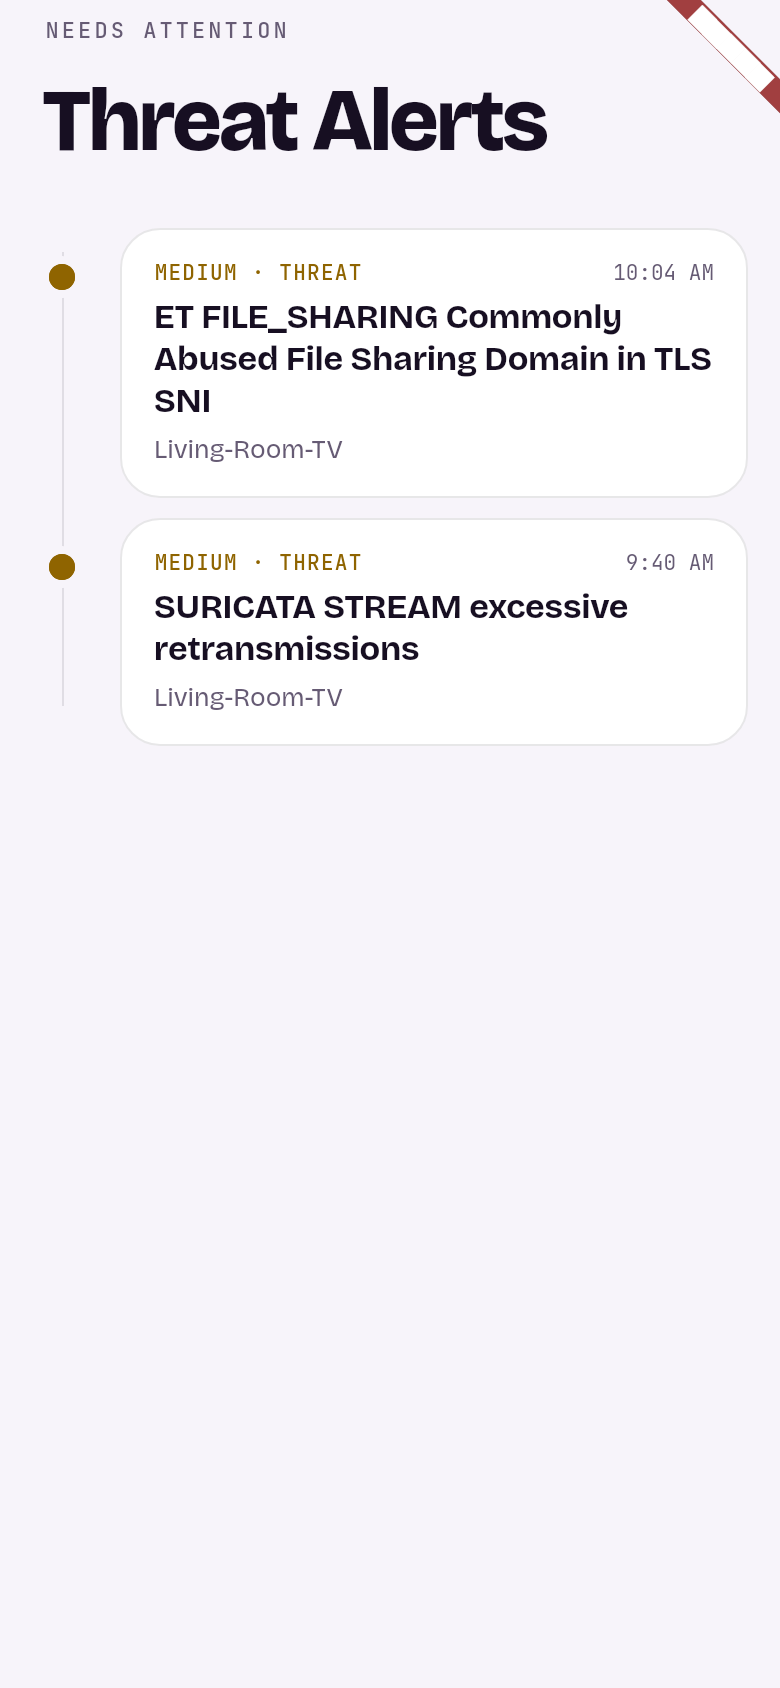 NEEDS ATTENTION
Threat Alerts
MEDIUM · THREAT 10:04 AM
ET FILE_SHARING Commonly
Abused File Sharing Domain in TLS
SNI
Living-Room-TV
MEDIUM · THREAT 9:40 AM
SURICATA STREAM excessive
retransmissions
Living-Room-TV